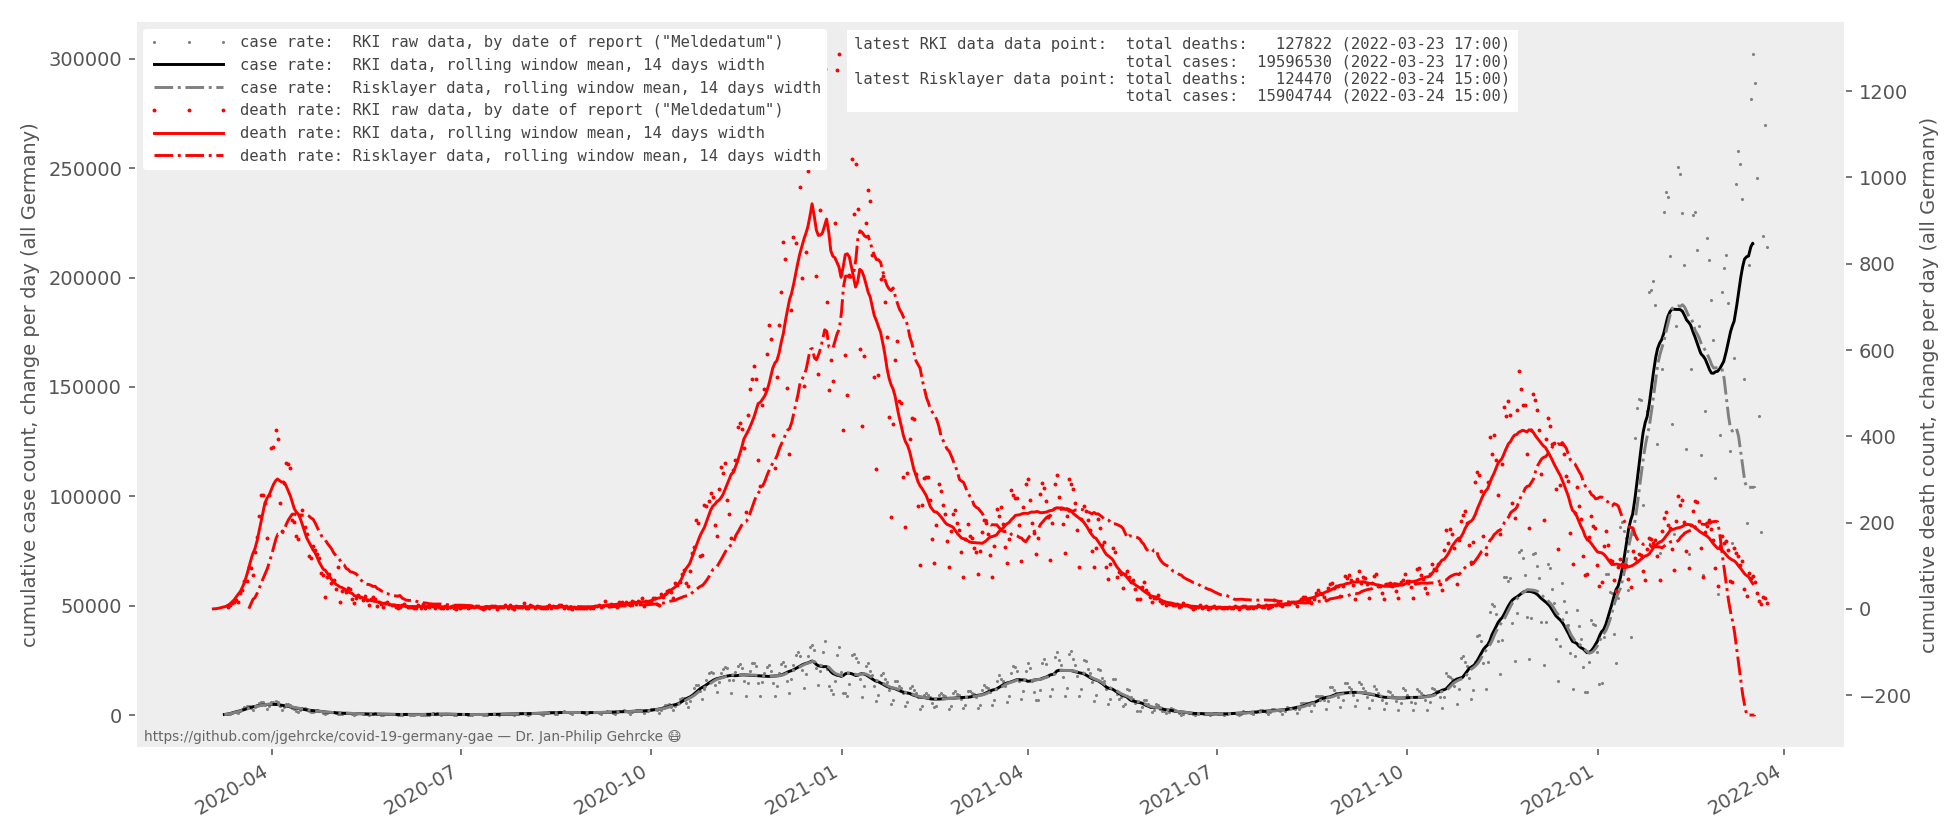 case rate:  RKI raw data, by date of report ("Meldedatum")
case rate:  RKI data, rolling window mean, 14 days width
case rate:  Risklayer data, rolling window mean, 14 days width
death rate: RKI raw data, by date of report ("Meldedatum")
death rate: RKI data, rolling window mean, 14 days width
death rate: Risklayer data, rolling window mean, 14 days width
latest RKI data data point:  total deaths:   127822 (2022-03-23 17:00)
total cases:  19596530 (2022-03-23 17:00)
latest Risklayer data point: total deaths:   124470 (2022-03-24 15:00)
total cases:  15904744 (2022-03-24 15:00)
cumulative case count, change per day (all Germany)
300000
250000
200000
150000
100000
50000
0
cumulative death count, change per day (all Germany)
1200
1000
800
600
400
200
0
−200
https://github.com/jgehrcke/covid-19-germany-gae — Dr. Jan-Philip Gehrcke 😷
2020-04
2020-07
2020-10
2021-01
2021-04
2021-07
2021-10
2022-01
2022-04